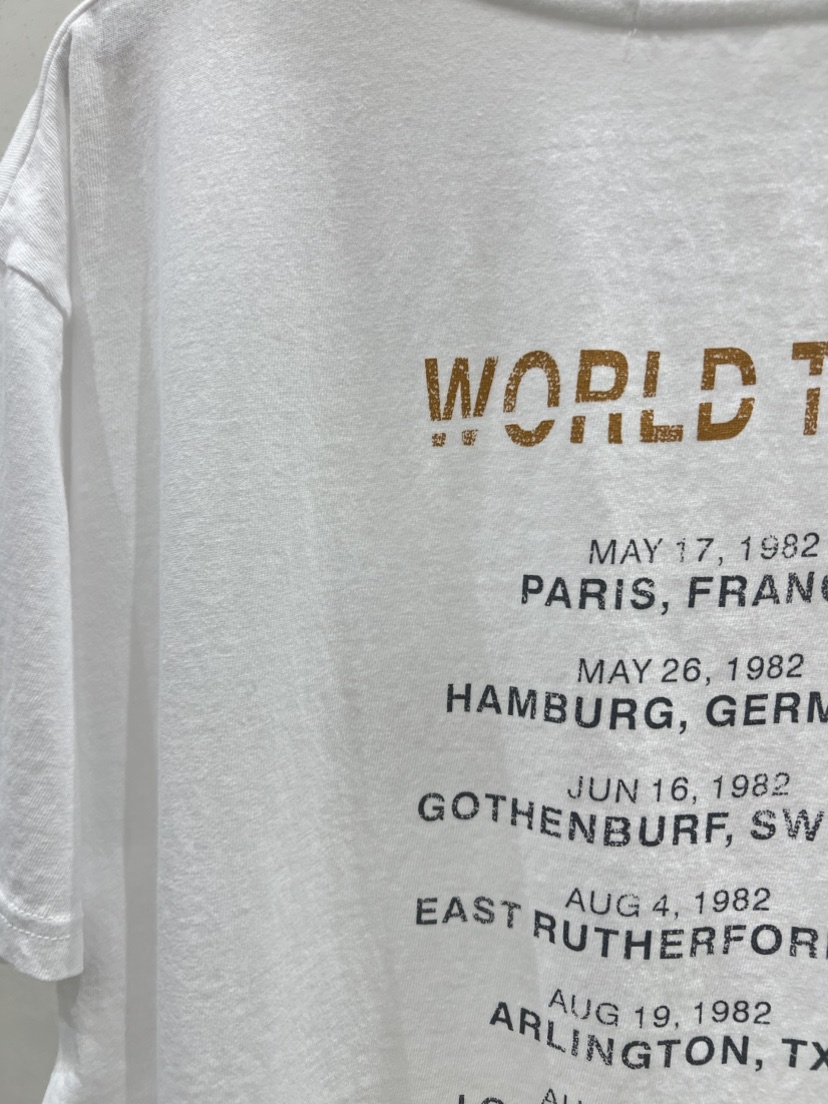 WORLD T
MAY 17, 1982
PARIS, FRANC
MAY 26, 1982
HAMBURG, GERM
JUN 16, 1982
GOTHENBURF, SW
AUG 4, 1982
EAST RUTHERFOR
AUG 19, 1982
ARLINGTON, TX